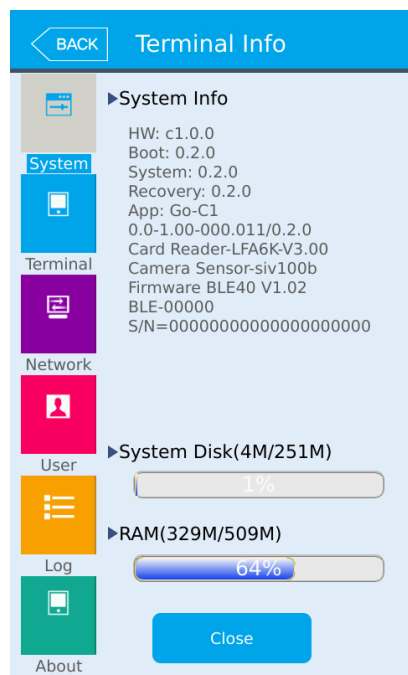 BACK
Terminal Info
System Info
HW: c1.0.0
Boot: 0.2.0
System: 0.2.0
Recovery: 0.2.0
App: Go-C1
0.0-1.00-000.011/0.2.0
Card Reader-LFA6K-V3.00
Camera Sensor-siv100b
Firmware BLE40 V1.02
BLE-00000
S/N=00000000000000000000
System
Terminal
Network
User
Log
About
System Disk(4M/251M)
1%
RAM(329M/509M)
64%
Close